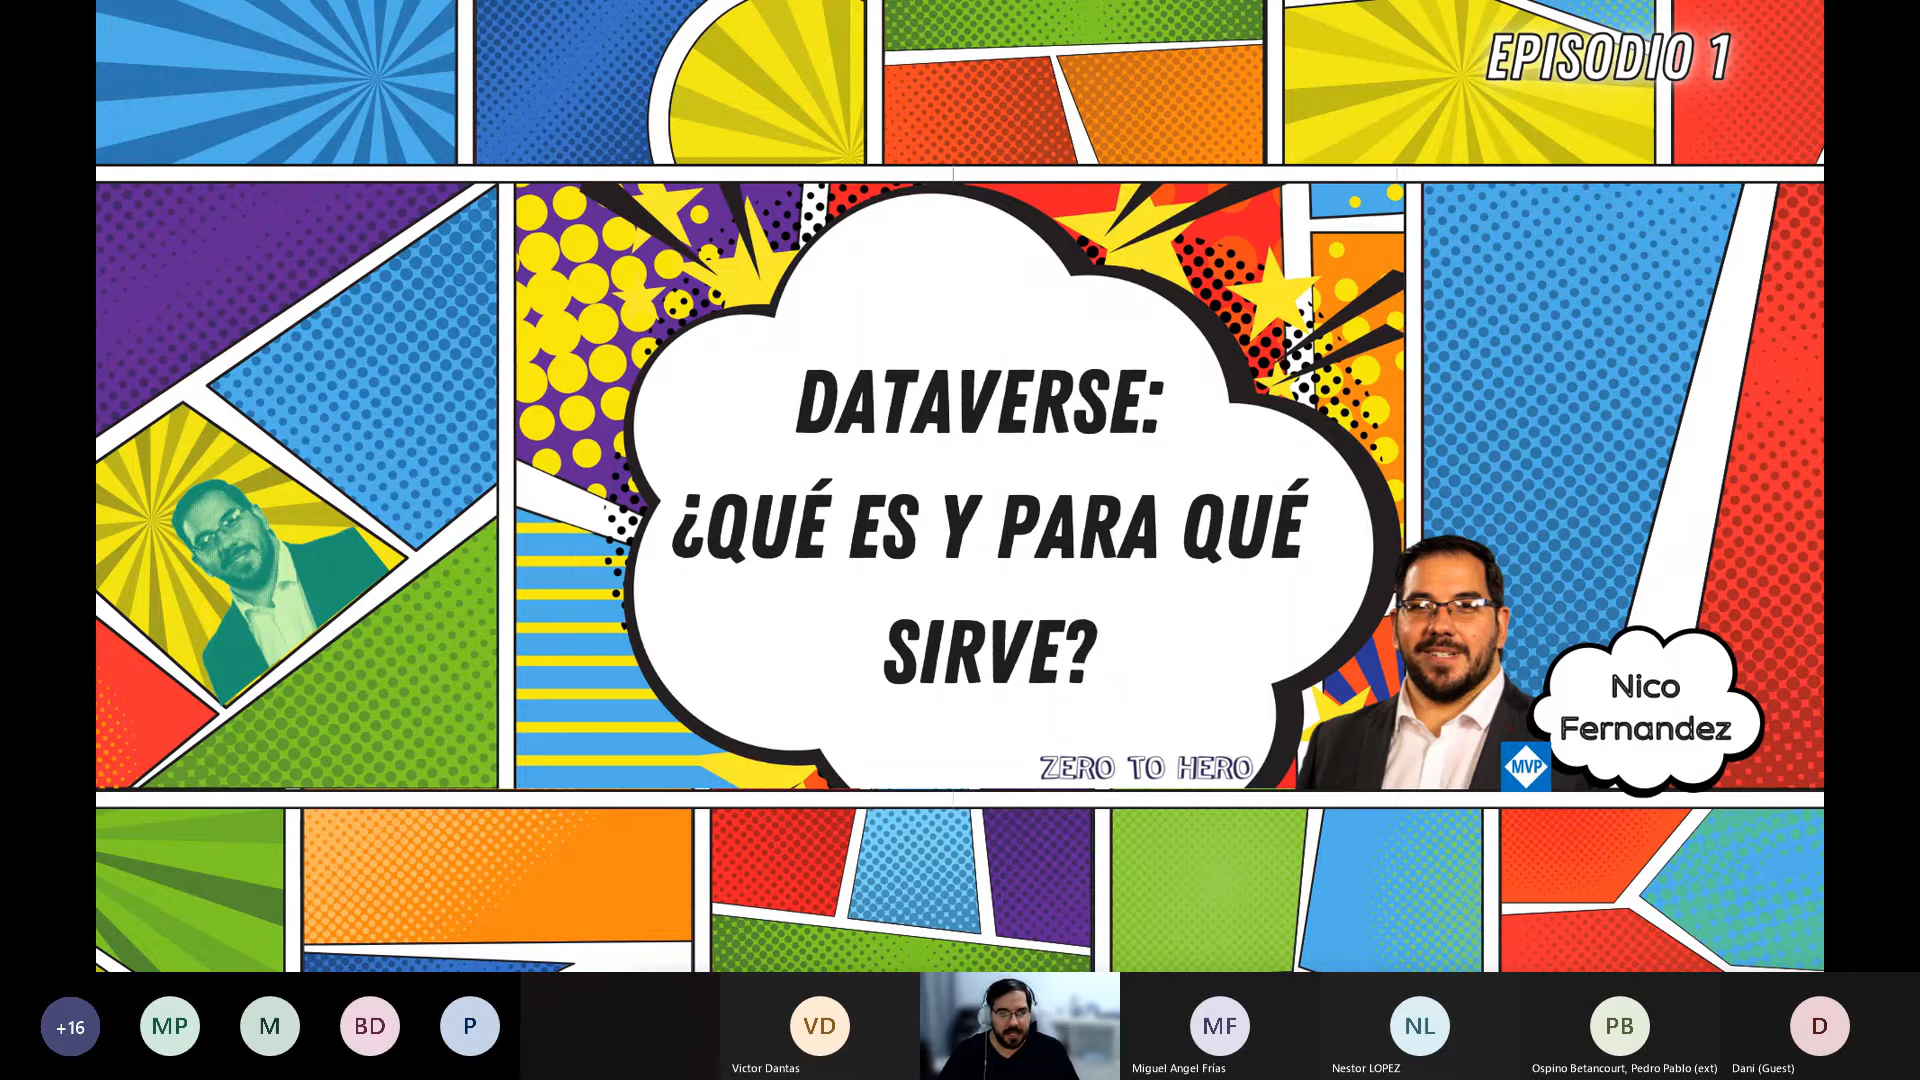 EPISODIO 1
DATAVERSE:
¿QUÉ ES Y PARA QUÉ
SIRVE?
Nico
Fernandez
MVP
ZERO TO HERO
+16
MP
M
BD
P
VD
MF
NL
PB
D
Victor Dantas
Miguel Angel Frías
Nestor LOPEZ
Ospino Betancourt, Pedro Pablo (ext)
Dani (Guest)